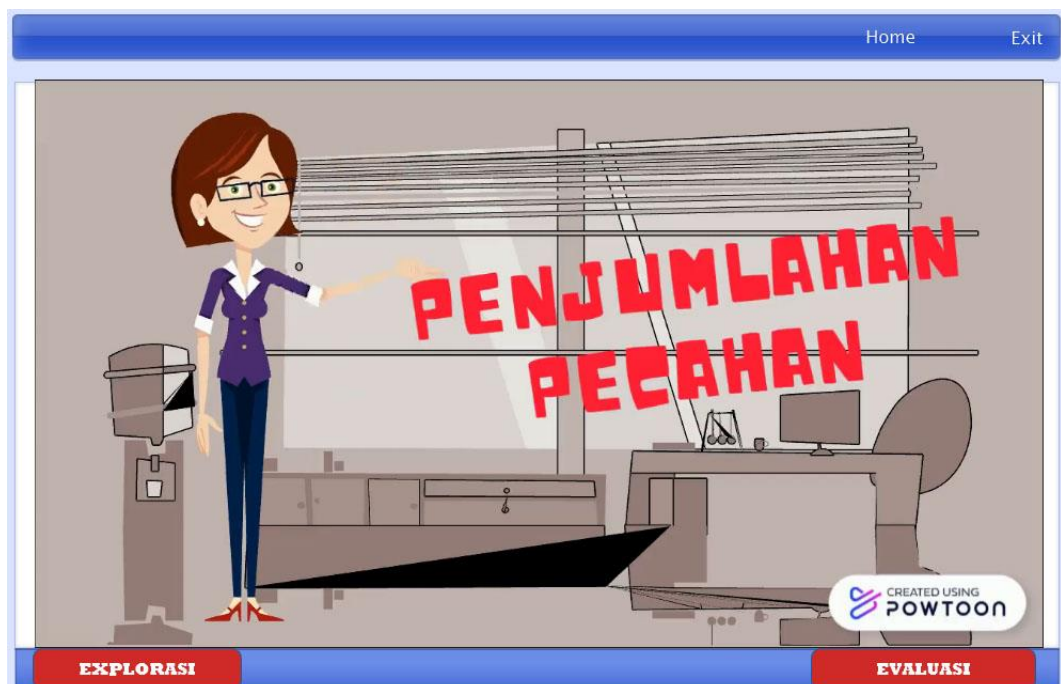 Home Exit
PENJUMLAHAN
PECAHAN
CREATED USING
POWTOON
EXPLORASI EVALUASI